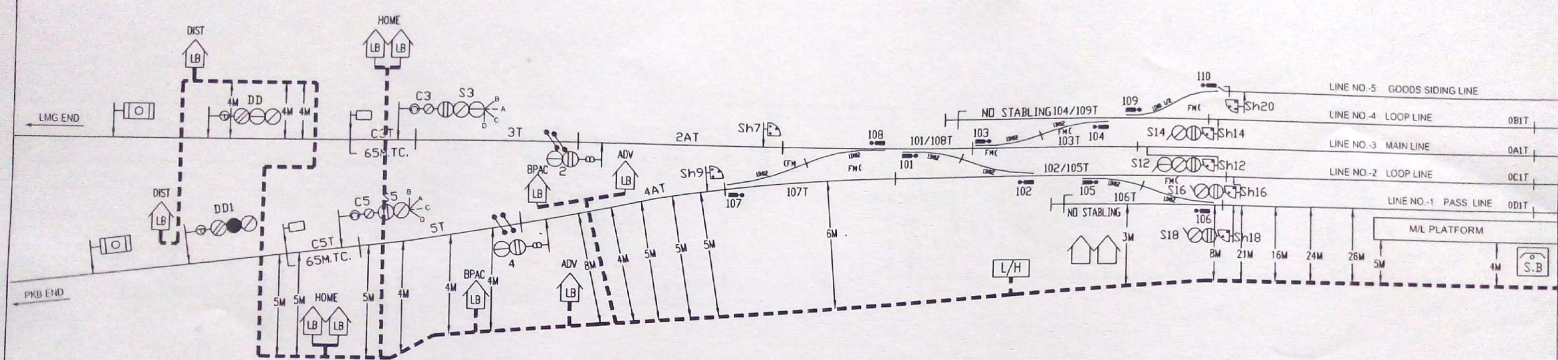 DIST
LB
HOME
LB LB
DD
4M 4M 4M
C3 S3
B
A
C
D
LMG END
C3T
65M.TC.
3T
2
2AT
Sh7
108
101/108T
101
NO STABLING 104/109T
103
103T
104
109
110
Sh20
LINE NO.-5 GOODS SIDING LINE
LINE NO.-4 LOOP LINE
0B1T
S14
Sh14
LINE NO.-3 MAIN LINE
0A1T
S12
Sh12
LINE NO.-2 LOOP LINE
0C1T
S16
Sh16
LINE NO.-1 PASS LINE
0D1T
BPAC
LB
ADV
LB
Sh9
4AT
107
107T
102
102/105T
105
106T
NO STABLING
106
S18
Sh18
M/L PLATFORM
S.B
DIST
LB
DD1
C5
S5
B
A
C
D
C5T
65M.TC.
5T
4
PKB END
5M 5M 5M 4M 4M 4M 8M 4M 5M 5M 5M 6M 3M 8M 21M 16M 24M 26M 5M 4M
HOME
LB LB
BPAC
LB
ADV
LB
L/H